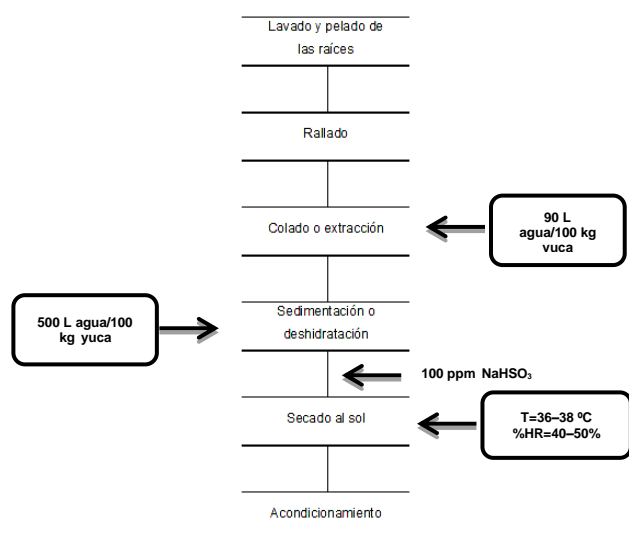 Lavado y pelado de
las raíces
Rallado
Colado o extracción
90 L
agua/100 kg
vuca
Sedimentación o
deshidratación
500 L agua/100
kg yuca
100 ppm NaHSO₃
Secado al sol
T=36–38 ºC
%HR=40–50%
Acondicionamiento